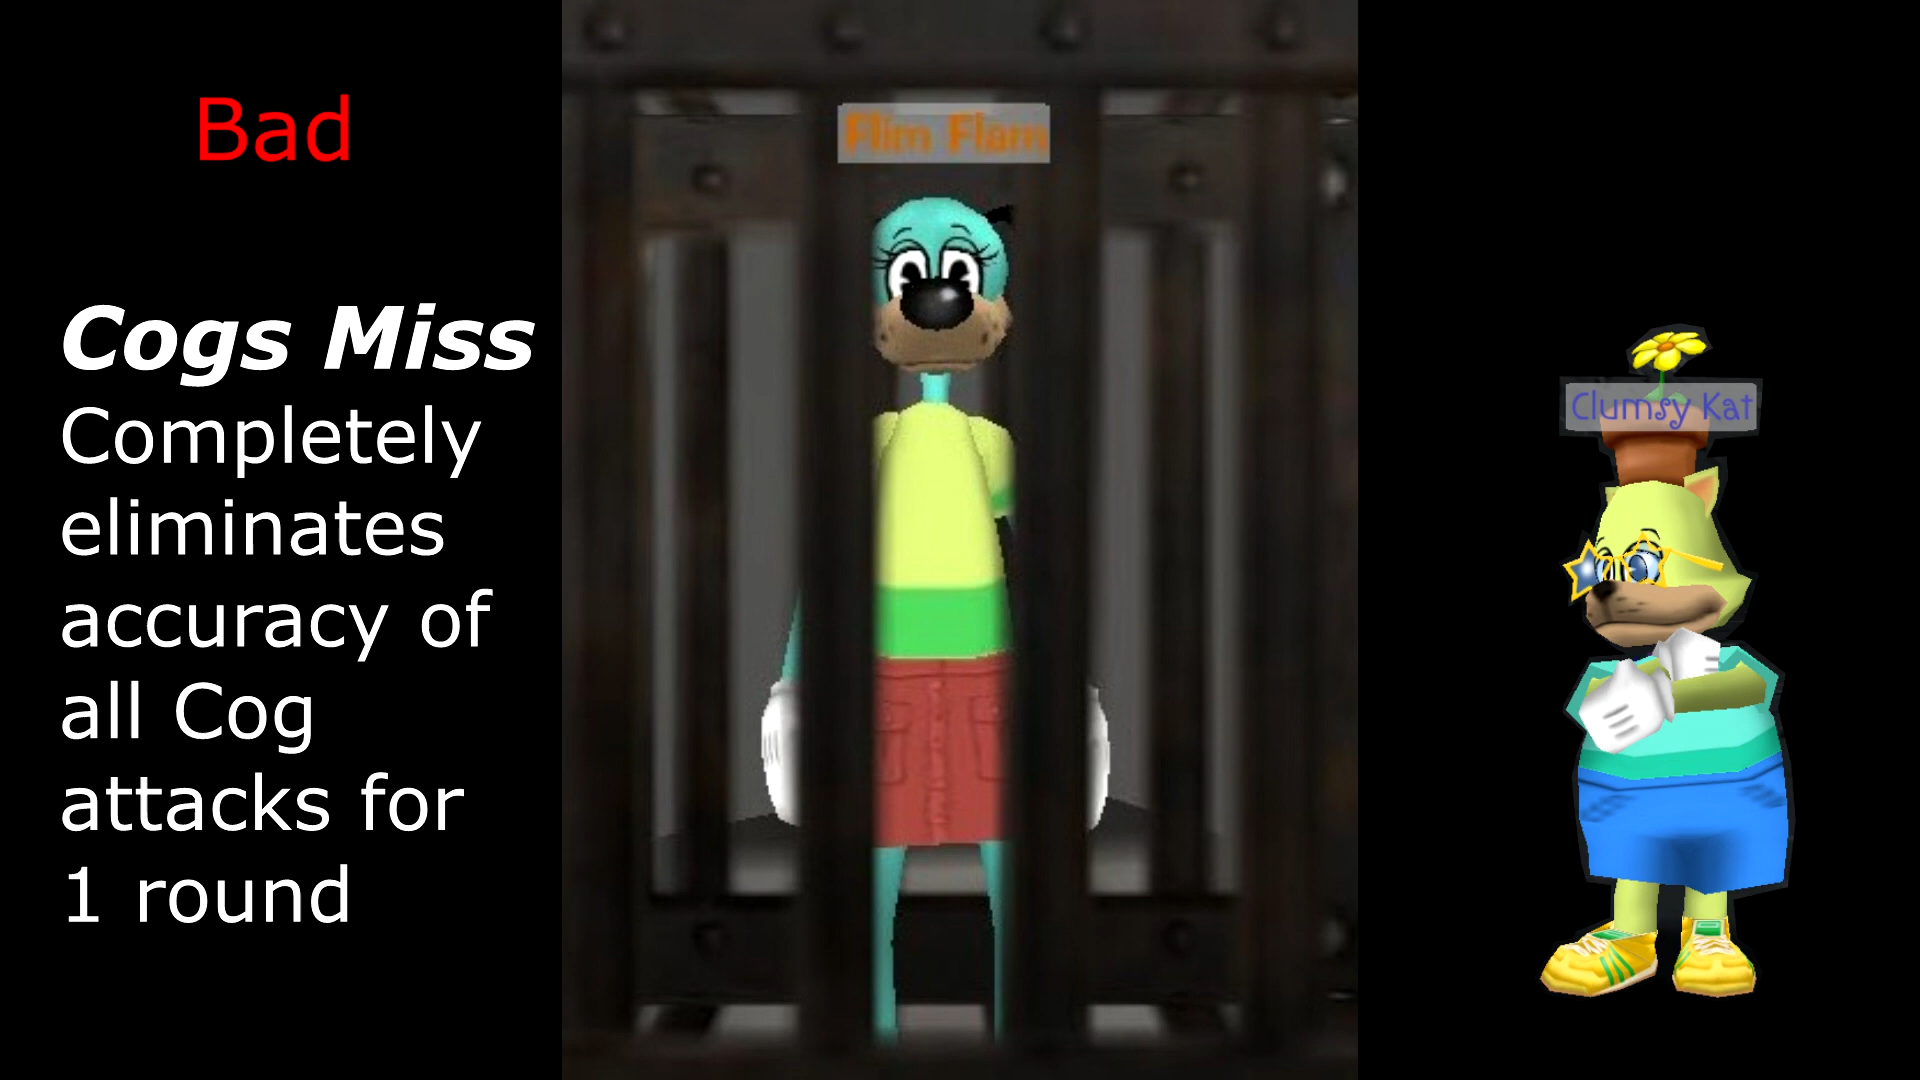 Bad
Cogs Miss
Completely
eliminates
accuracy of
all Cog
attacks for
1 round
Flim Flam
Clumsy Kat